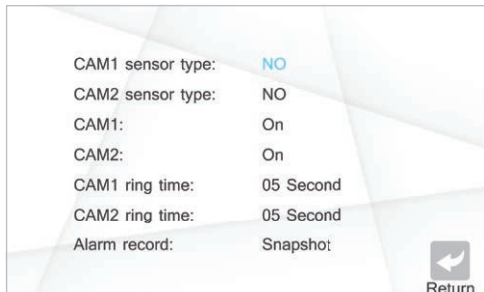 CAM1 sensor type: NO
CAM2 sensor type: NO
CAM1: On
CAM2: On
CAM1 ring time: 05 Second
CAM2 ring time: 05 Second
Alarm record: Snapshot
Return